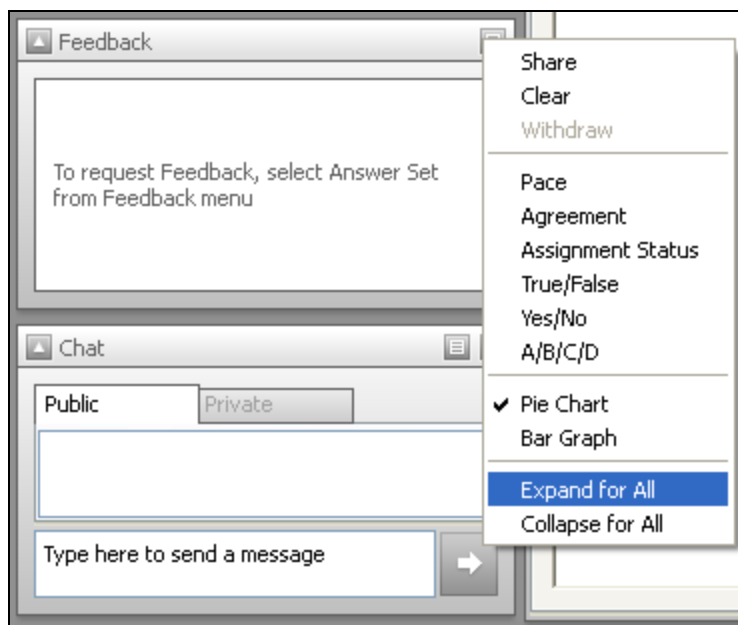 Feedback
To request Feedback, select Answer Set
from Feedback menu
Chat
Public
Private
Type here to send a message
Share
Clear
Withdraw
Pace
Agreement
Assignment Status
True/False
Yes/No
A/B/C/D
Pie Chart
Bar Graph
Expand for All
Collapse for All